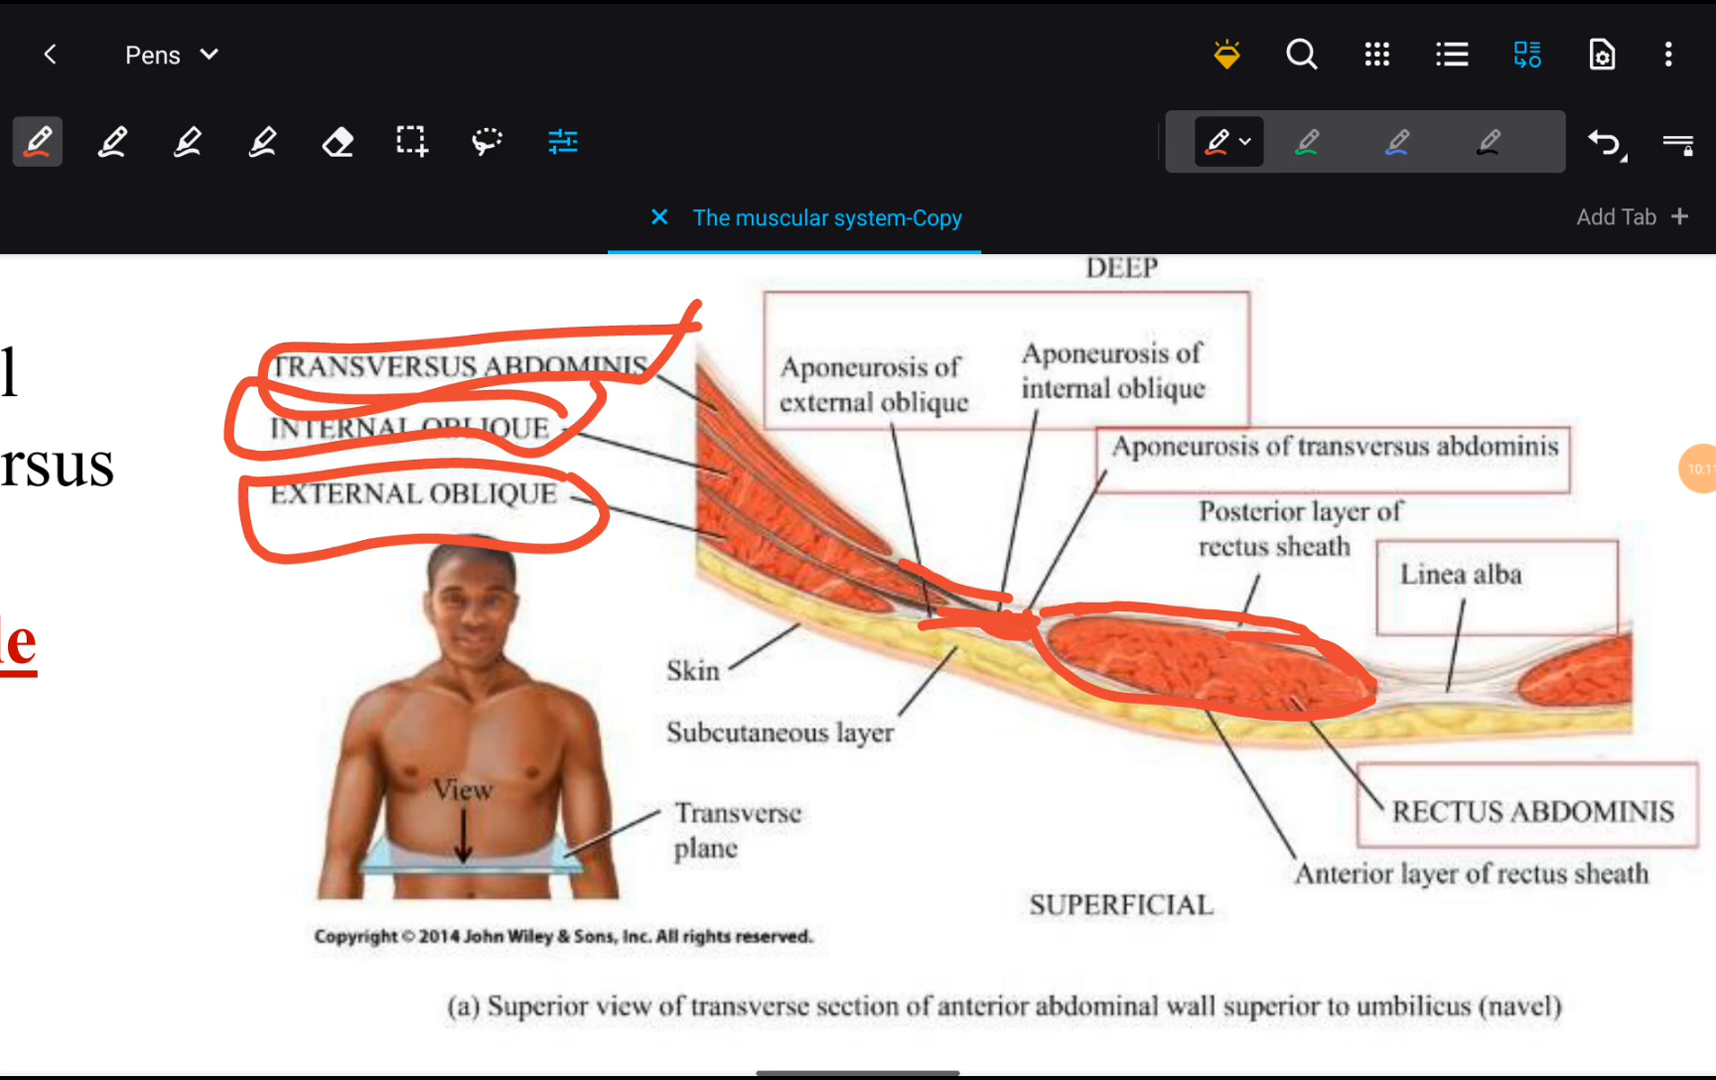 Pens
The muscular system-Copy
Add Tab +
DEEP
l
TRANSVERSUS ABDOMINIS
Aponeurosis of
external oblique
Aponeurosis of
internal oblique
INTERNAL OBLIQUE
Aponeurosis of transversus abdominis
rsus
EXTERNAL OBLIQUE
10:11
Posterior layer of
rectus sheath
Linea alba
le
Skin
Subcutaneous layer
View
Transverse
plane
RECTUS ABDOMINIS
Anterior layer of rectus sheath
SUPERFICIAL
Copyright © 2014 John Wiley & Sons, Inc. All rights reserved.
(a) Superior view of transverse section of anterior abdominal wall superior to umbilicus (navel)